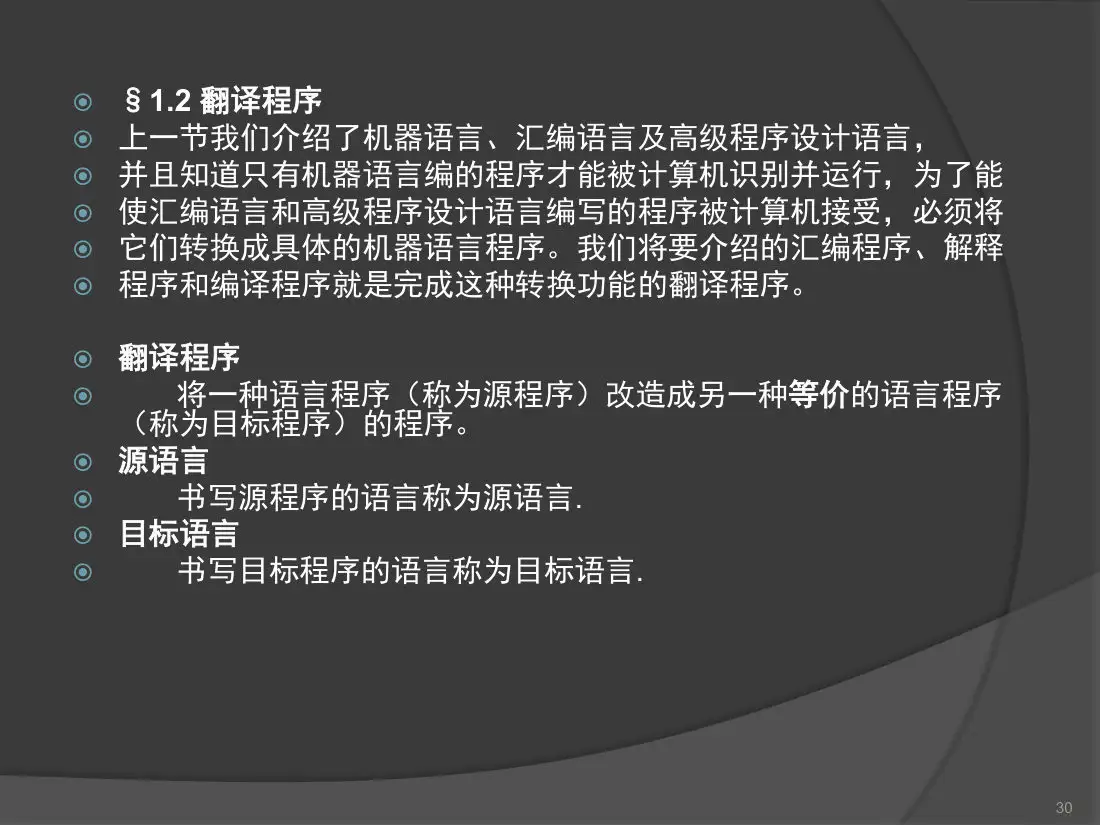 §1.2 翻译程序
上一节我们介绍了机器语言、汇编语言及高级程序设计语言，
并且知道只有机器语言编的程序才能被计算机识别并运行，为了能
使汇编语言和高级程序设计语言编写的程序被计算机接受，必须将
它们转换成具体的机器语言程序。我们将要介绍的汇编程序、解释
程序和编译程序就是完成这种转换功能的翻译程序。
翻译程序
将一种语言程序（称为源程序）改造成另一种等价的语言程序
（称为目标程序）的程序。
源语言
书写源程序的语言称为源语言.
目标语言
书写目标程序的语言称为目标语言.
30